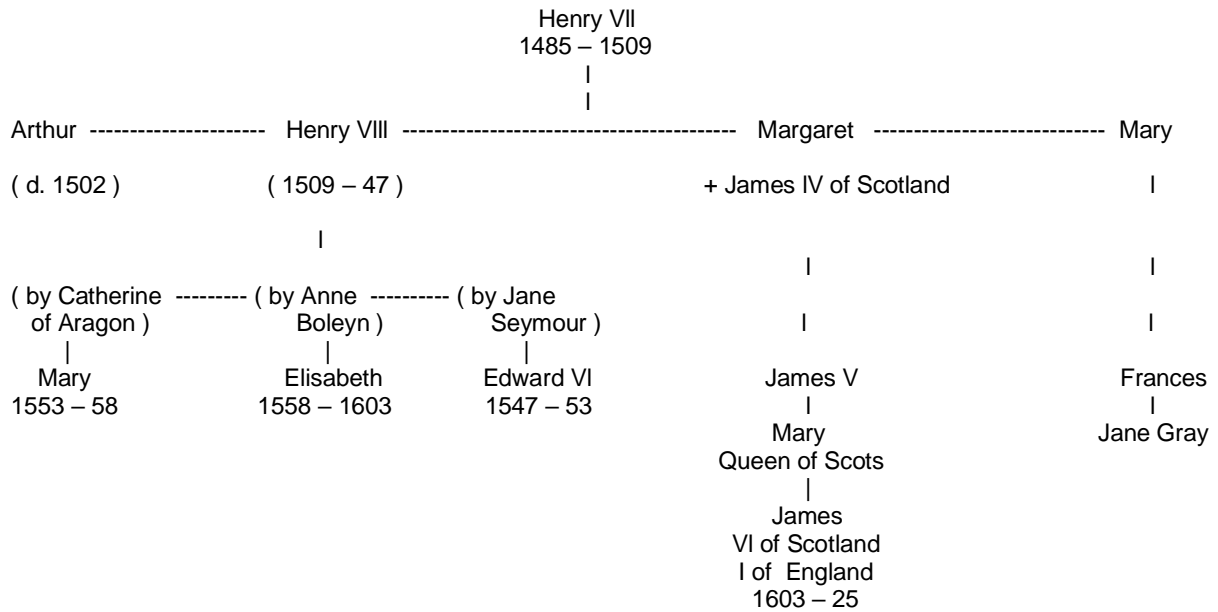 Henry VII
1485 – 1509
Arthur ---------------------- Henry VIII ------------------------------------------ Margaret ----------------------------- Mary
( d. 1502 ) ( 1509 – 47 ) + James IV of Scotland
( by Catherine --------- ( by Anne ---------- ( by Jane
of Aragon ) Boleyn ) Seymour )
Mary Elisabeth Edward VI James V Frances
1553 – 58 1558 – 1603 1547 – 53
Mary Jane Gray
Queen of Scots
James
VI of Scotland
I of England
1603 – 25